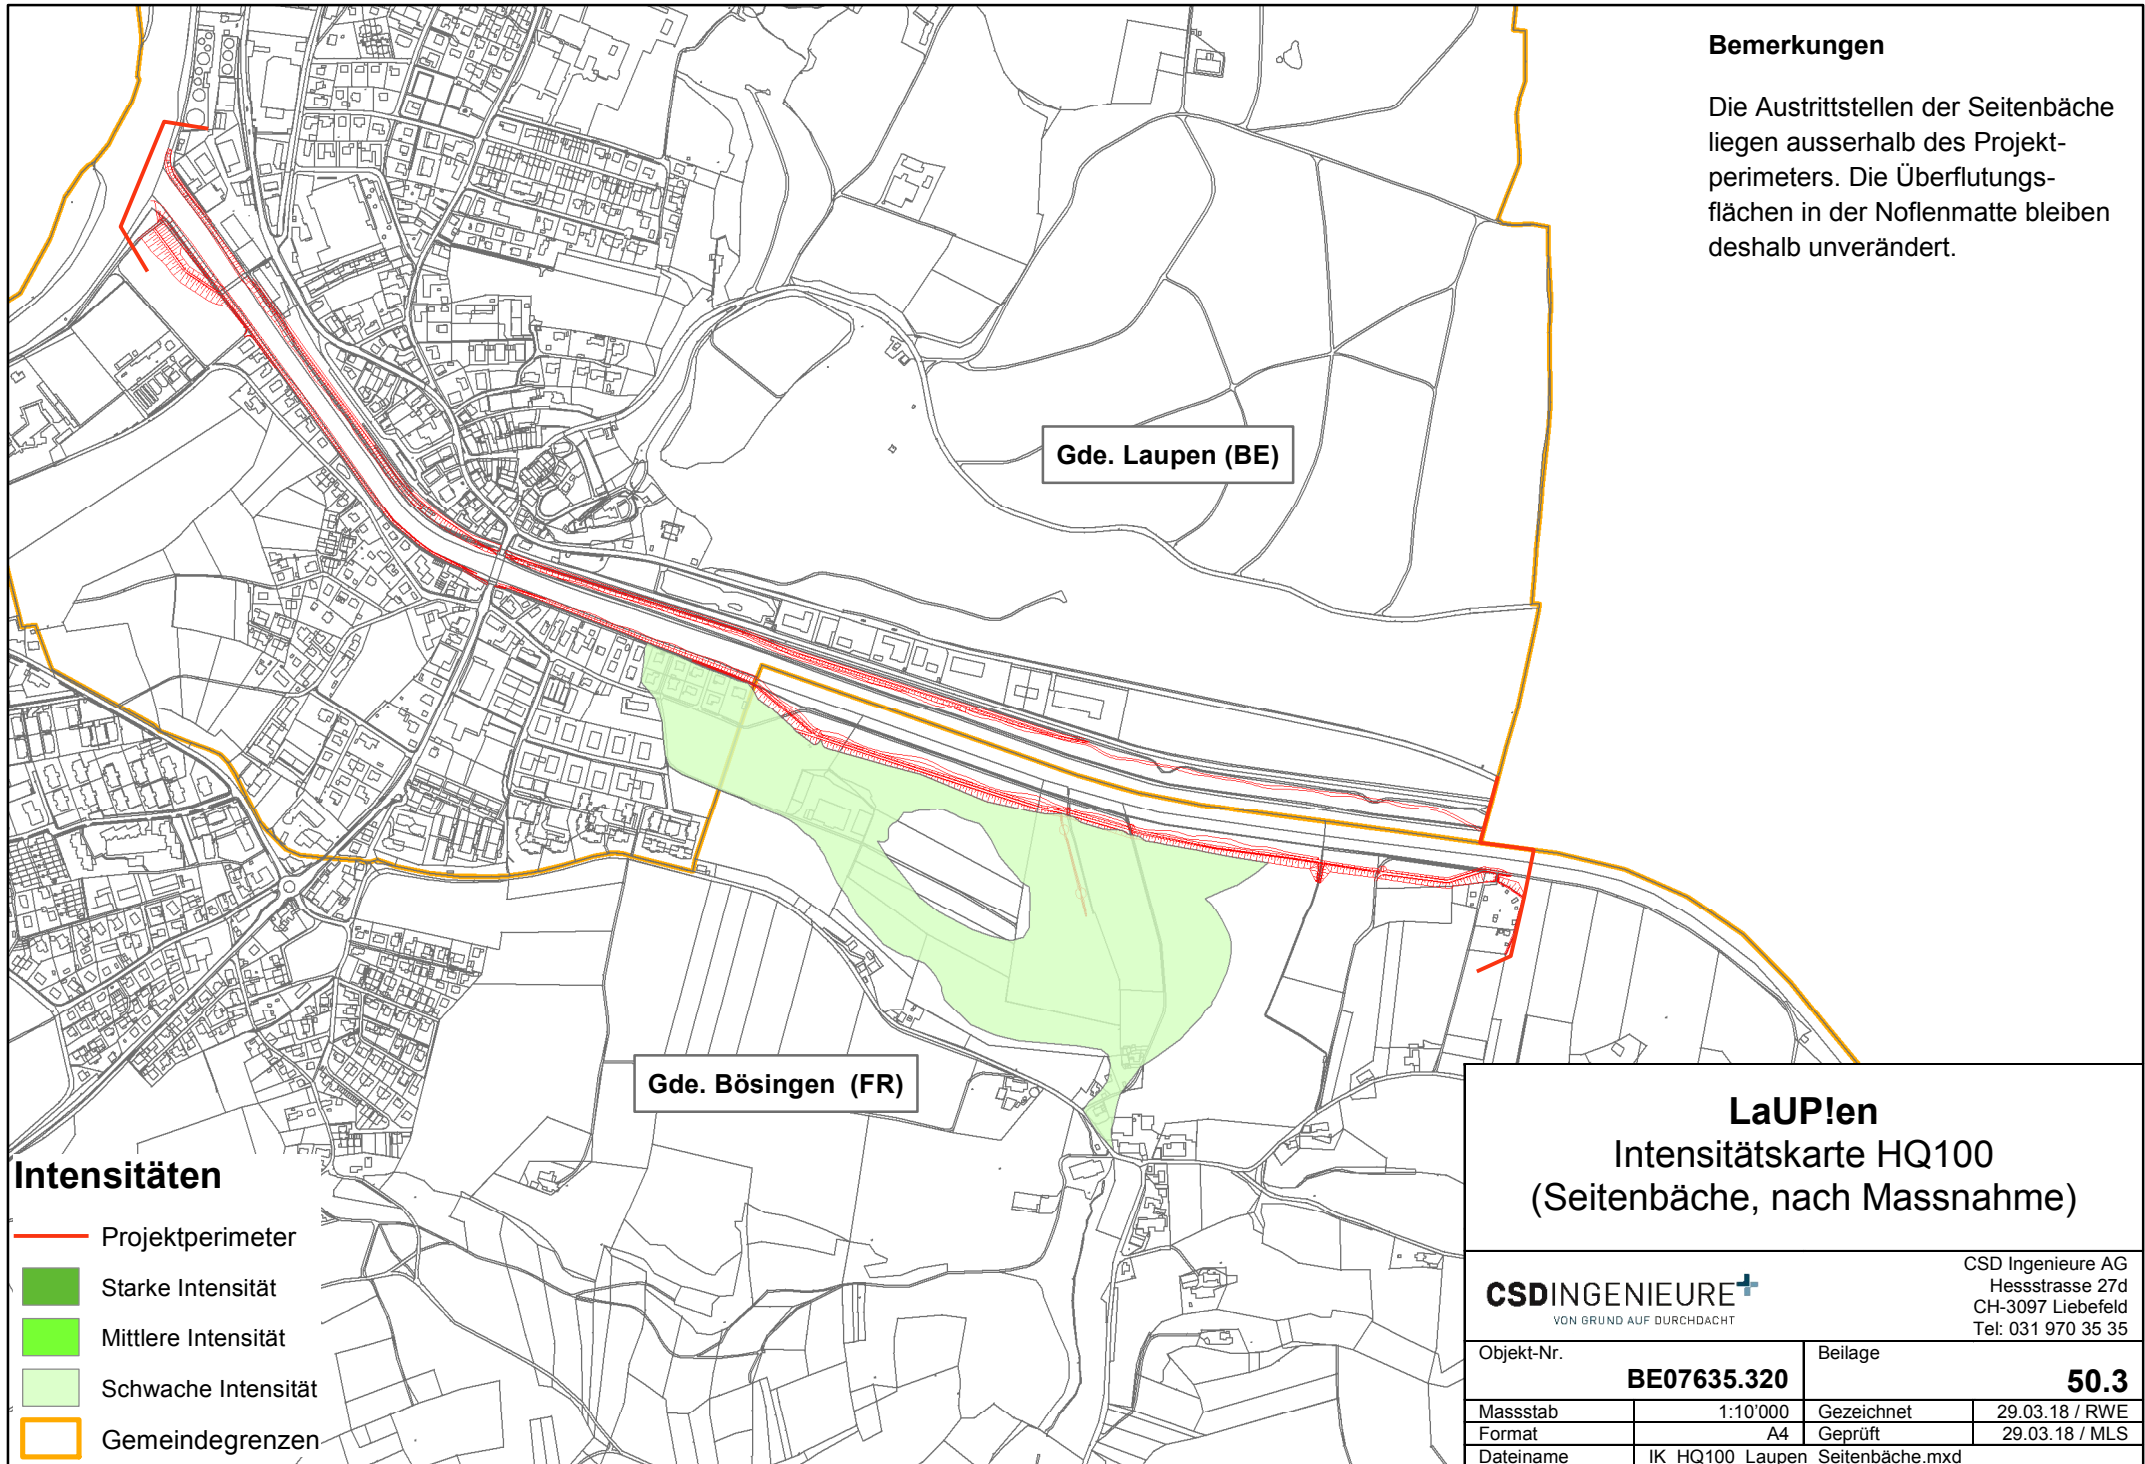 Bemerkungen
Die Austrittstellen der Seitenbäche
liegen ausserhalb des Projekt-
perimeters. Die Überflutungs-
flächen in der Noflenmatte bleiben
deshalb unverändert.
Gde. Laupen (BE)
Gde. Bösingen (FR)
Intensitäten
Projektperimeter
Starke Intensität
Mittlere Intensität
Schwache Intensität
Gemeindegrenzen
LaUP!en
Intensitätskarte HQ100
(Seitenbäche, nach Massnahme)
CSDINGENIEURE+
VON GRUND AUF DURCHDACHT
CSD Ingenieure AG
Hessstrasse 27d
CH-3097 Liebefeld
Tel: 031 970 35 35
Objekt-Nr.
BE07635.320
Beilage
50.3
Massstab 1:10'000 Gezeichnet 29.03.18 / RWE
Format A4 Geprüft 29.03.18 / MLS
Dateiname IK_HQ100_Laupen_Seitenbäche.mxd